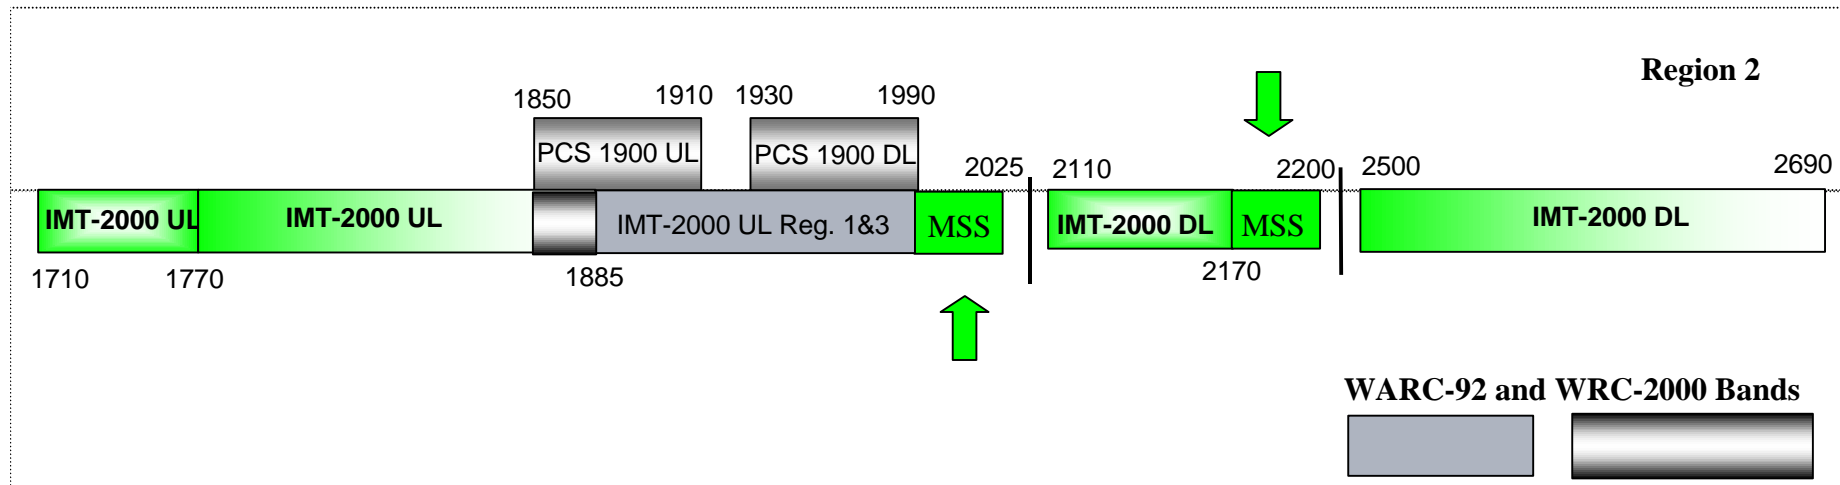 Region 2
1850 1910 1930 1990
PCS 1900 UL PCS 1900 DL
2025 2110 2200 2500 2690
IMT-2000 UL IMT-2000 UL IMT-2000 UL Reg. 1&3 MSS IMT-2000 DL MSS IMT-2000 DL
1710 1770 1885 2170
WARC-92 and WRC-2000 Bands